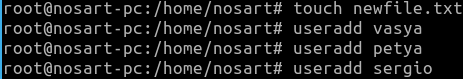 root@nosart-pc:/home/nosart# touch newfile.txt
root@nosart-pc:/home/nosart# useradd vasya
root@nosart-pc:/home/nosart# useradd petya
root@nosart-pc:/home/nosart# useradd sergio